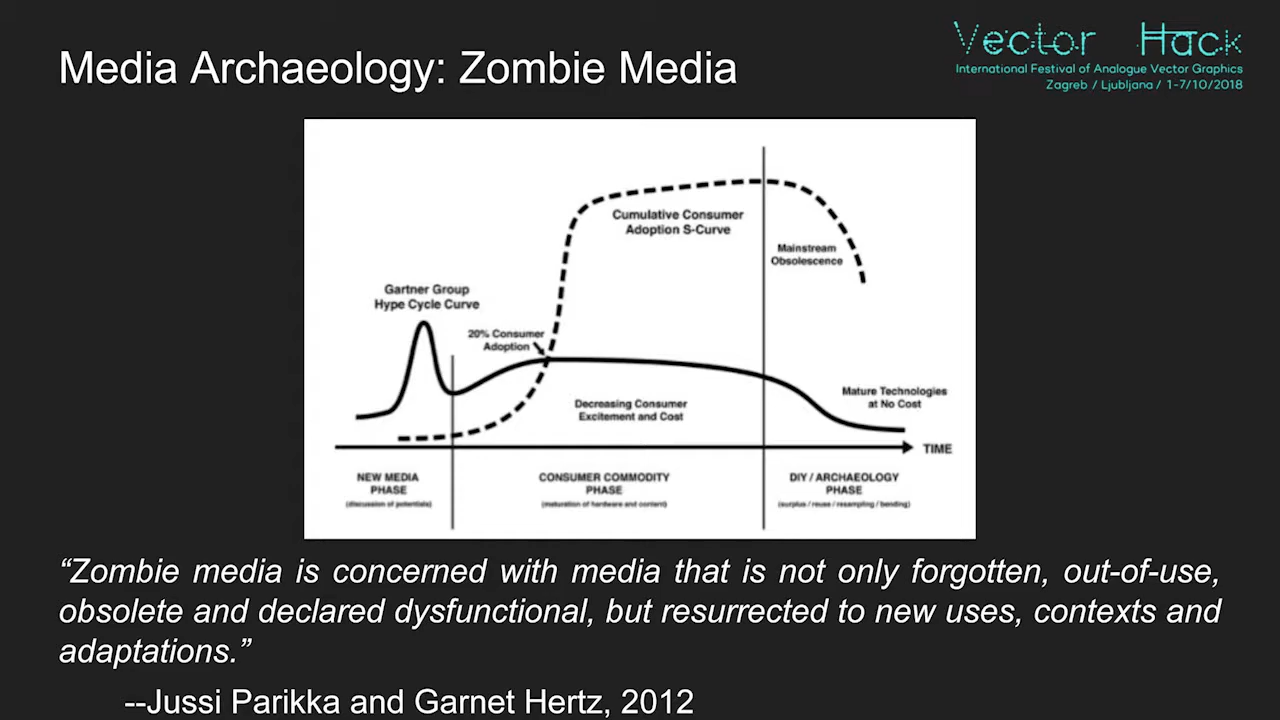 Media Archaeology: Zombie Media
Vector Hack
International Festival of Analogue Vector Graphics
Zagreb / Ljubljana / 1-7/10/2018
Cumulative Consumer
Adoption S-Curve
Mainstream
Obsolescence
Gartner Group
Hype Cycle Curve
20% Consumer
Adoption
Decreasing Consumer
Excitement and Cost
Mature Technologies
at No Cost
TIME
NEW MEDIA
PHASE
(discussion of potentials)
CONSUMER COMMODITY
PHASE
(maturation of hardware and content)
DIY / ARCHAEOLOGY
PHASE
(surplus / reuse / resampling / bending)
“Zombie media is concerned with media that is not only forgotten, out-of-use,
obsolete and declared dysfunctional, but resurrected to new uses, contexts and
adaptations.”
--Jussi Parikka and Garnet Hertz, 2012